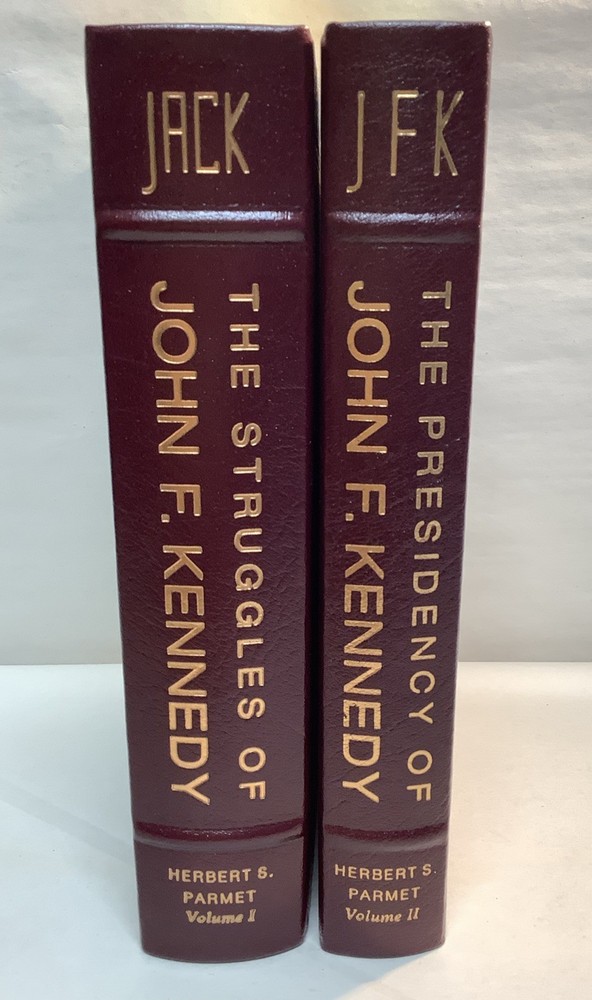 JACK
THE STRUGGLES OF
JOHN F. KENNEDY
HERBERT S.
PARMET
Volume I
JFK
THE PRESIDENCY OF
JOHN F. KENNEDY
HERBERT S.
PARMET
Volume II